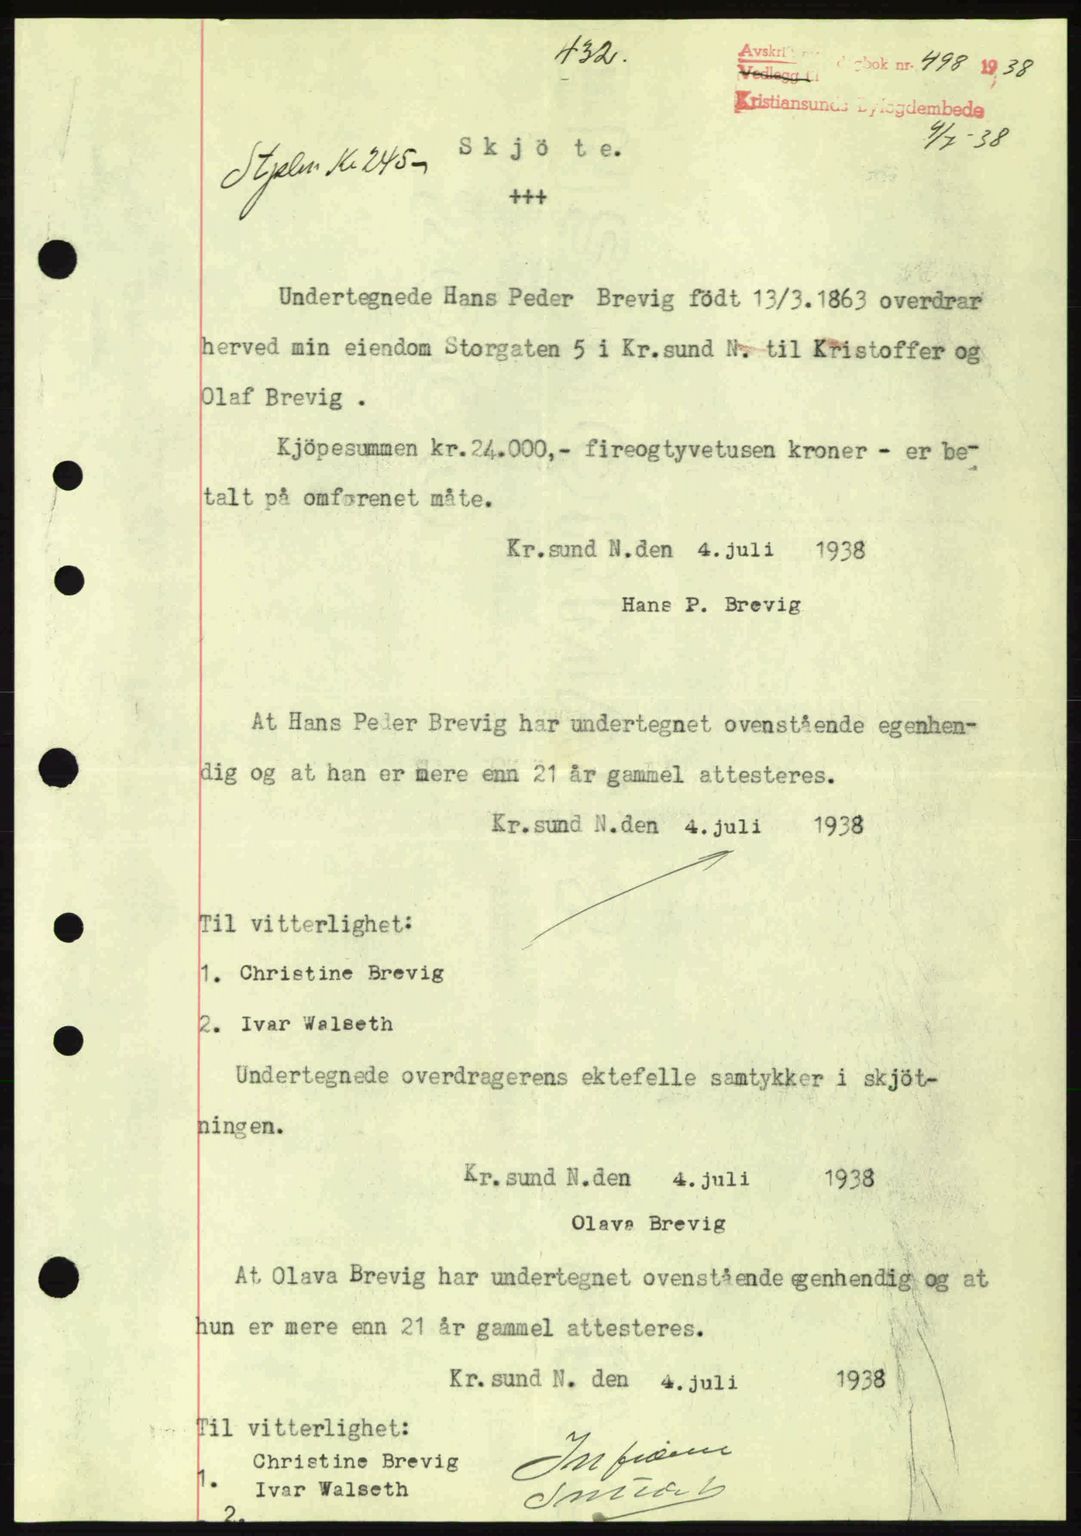 432.
Avskrift dagbok nr. 498 1938
Vedlegg til
Kristiansunds Byfogdembede
4/7-38
Stplm Kr 245,-
Skjöte.
+++
Undertegnede Hans Peder Brevig födt 13/3.1863 overdrar
herved min eiendom Storgaten 5 i Kr.sund N. til Kristoffer og
Olaf Brevig .
Kjöpesummen kr.24.000,- fireogtyvetusen kroner - er be-
talt på omforenet måte.
Kr.sund N.den 4.juli 1938
Hans P. Brevig
At Hans Peder Brevig har undertegnet ovenstående egenhen-
dig og at han er mere enn 21 år gammel attesteres.
Kr.sund N.den 4.juli 1938
Til vitterlighet:
1. Christine Brevig
2. Ivar Walseth
Undertegnede overdragerens ektefelle samtykker i skjöt-
ningen.
Kr.sund N.den 4.juli 1938
Olava Brevig
At Olava Brevig har undertegnet ovenstående egenhendig og at
hun er mere enn 21 år gammel attesteres.
Kr.sund N. den 4.juli 1938
Til vitterlighet:
Christine Brevig
1.
Ivar Walseth
2.